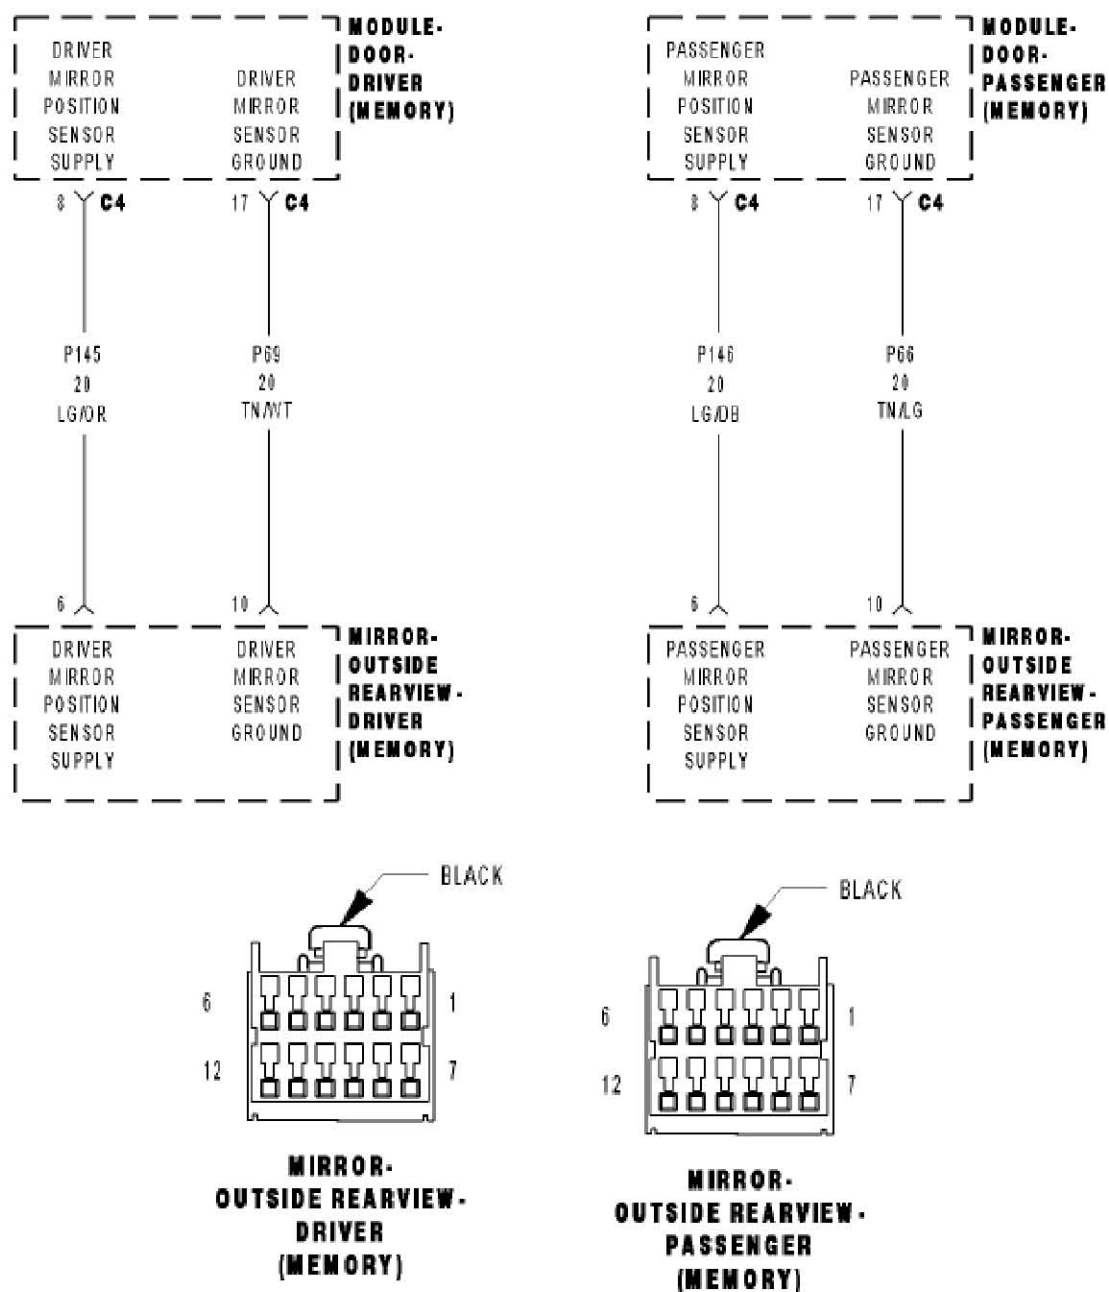 DRIVER
MIRROR
POSITION
SENSOR
SUPPLY
DRIVER
MIRROR
SENSOR
GROUND
MODULE-
DOOR-
DRIVER
(MEMORY)
8 C4
17 C4
P145
20
LG/OR
P69
20
TN/WT
6
10
DRIVER
MIRROR
POSITION
SENSOR
SUPPLY
DRIVER
MIRROR
SENSOR
GROUND
MIRROR-
OUTSIDE
REARVIEW-
DRIVER
(MEMORY)
PASSENGER
MIRROR
POSITION
SENSOR
SUPPLY
PASSENGER
MIRROR
SENSOR
GROUND
MODULE-
DOOR-
PASSENGER
(MEMORY)
8 C4
17 C4
P146
20
LG/DB
P66
20
TN/LG
6
10
PASSENGER
MIRROR
POSITION
SENSOR
SUPPLY
PASSENGER
MIRROR
SENSOR
GROUND
MIRROR-
OUTSIDE
REARVIEW-
PASSENGER
(MEMORY)
BLACK
6 1
12 7
MIRROR-
OUTSIDE REARVIEW-
DRIVER
(MEMORY)
BLACK
6 1
12 7
MIRROR-
OUTSIDE REARVIEW-
PASSENGER
(MEMORY)